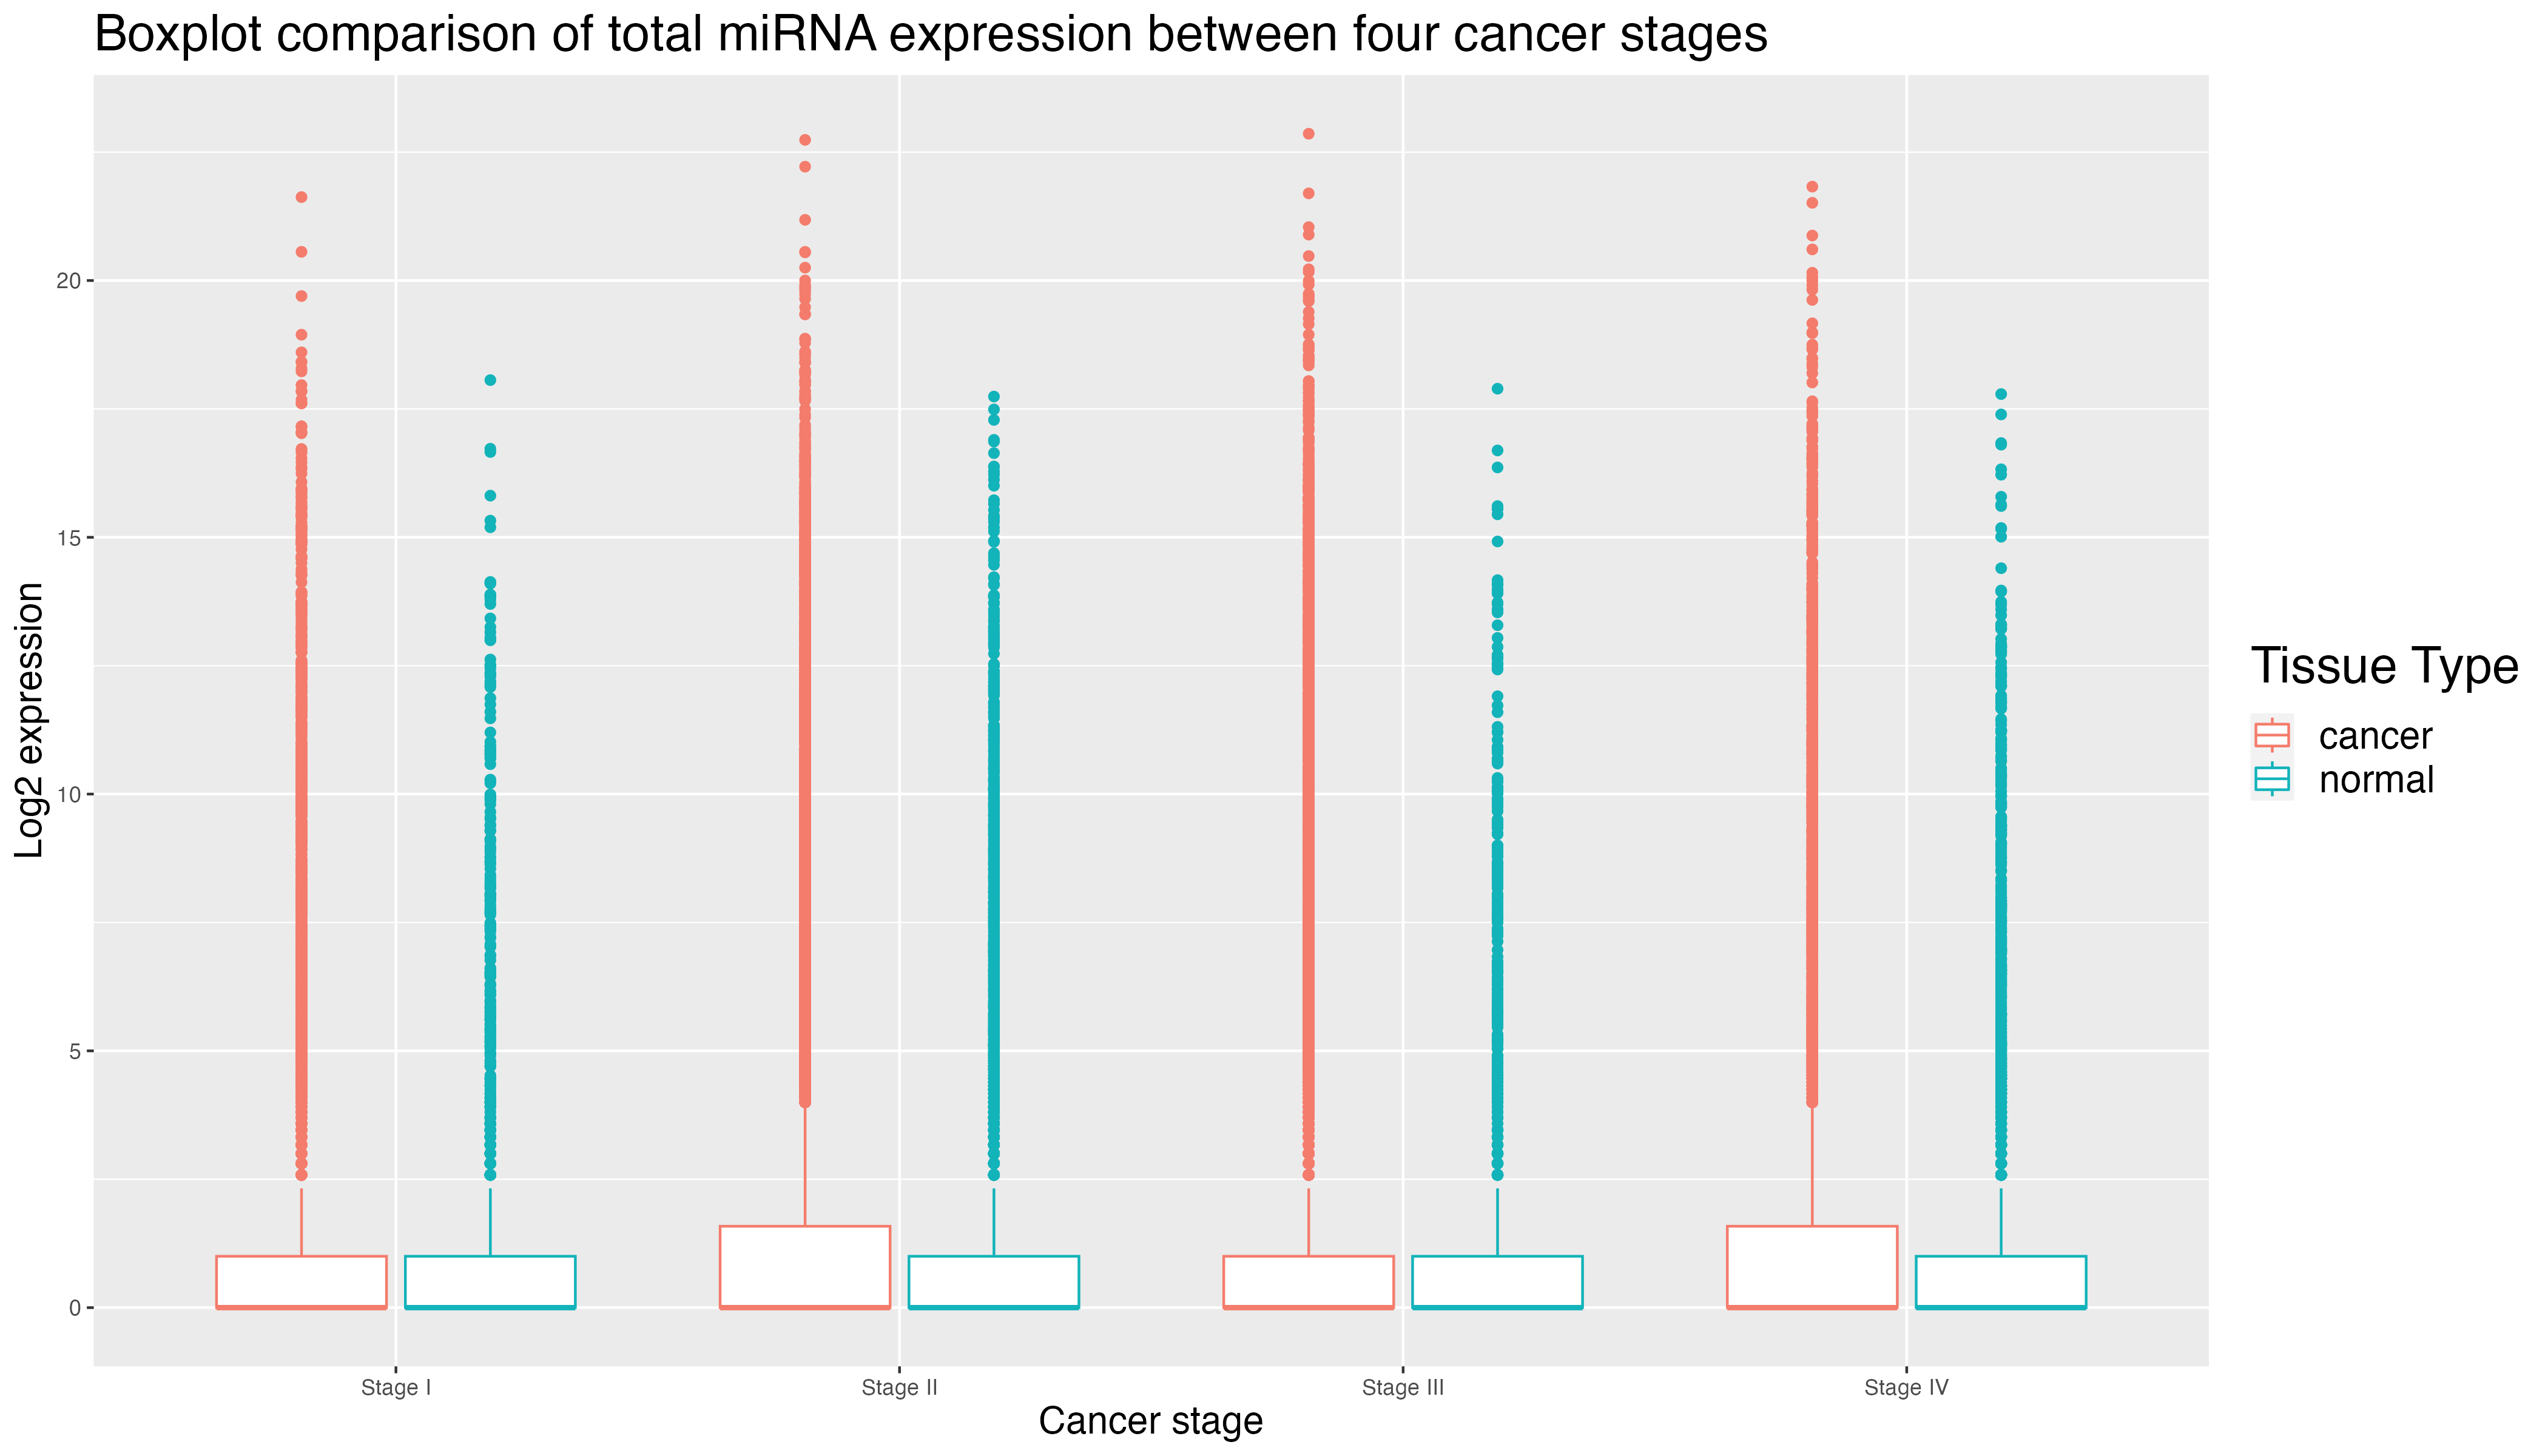 Boxplot comparison of total miRNA expression between four cancer stages
Log2 expression
20
15
10
5
0
Stage I
Stage II
Stage III
Stage IV
Cancer stage
Tissue Type
cancer
normal